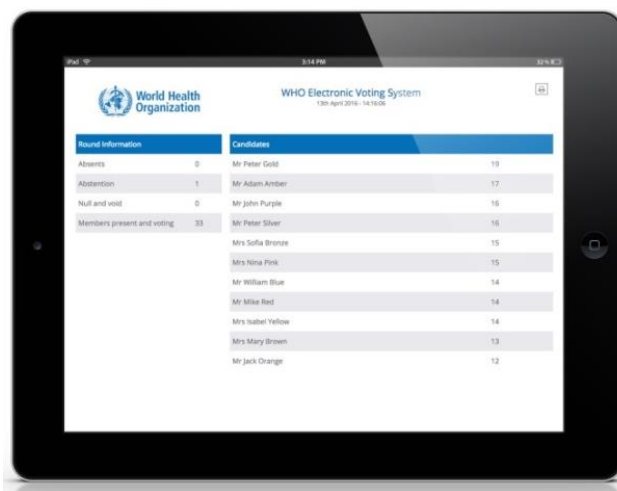 iPad 3:14 PM 32%
World Health
Organization
WHO Electronic Voting System
13th April 2016 - 14:16:06
Round Information
Absents 0
Abstention 1
Null and void 0
Members present and voting 33
Candidates
Mr Peter Gold 19
Mr Adam Amber 17
Mr John Purple 16
Mr Peter Silver 16
Mrs Sofia Bronze 15
Mrs Nina Pink 15
Mr William Blue 14
Mr Mike Red 14
Mrs Isabel Yellow 14
Mrs Mary Brown 13
Mr Jack Orange 12